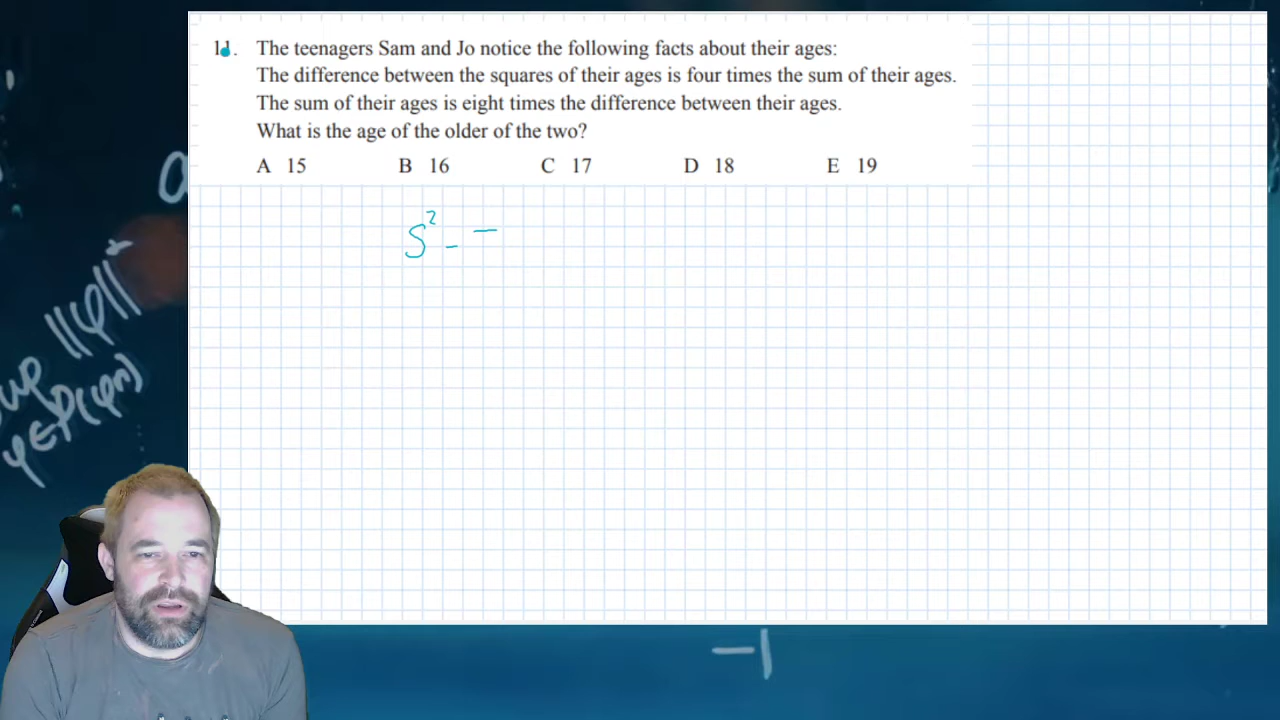 11. The teenagers Sam and Jo notice the following facts about their ages:
The difference between the squares of their ages is four times the sum of their ages.
The sum of their ages is eight times the difference between their ages.
What is the age of the older of the two?
A 15 B 16 C 17 D 18 E 19
S² - –
||φ||
φ∈P(φn)
-1